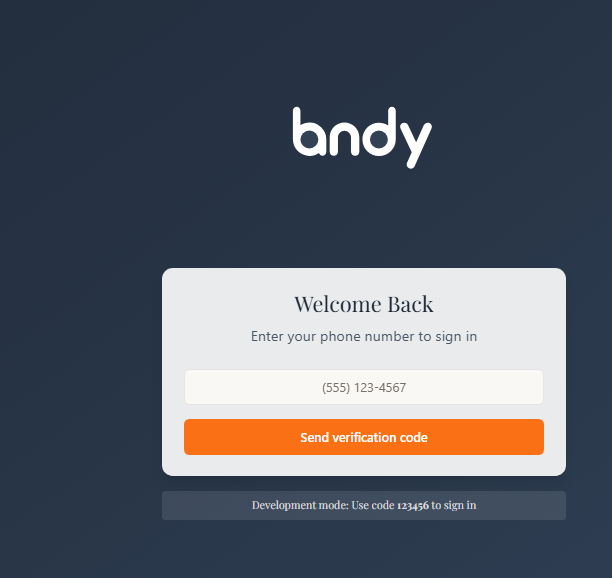 bndy
Welcome Back
Enter your phone number to sign in
(555) 123-4567
Send verification code
Development mode: Use code 123456 to sign in